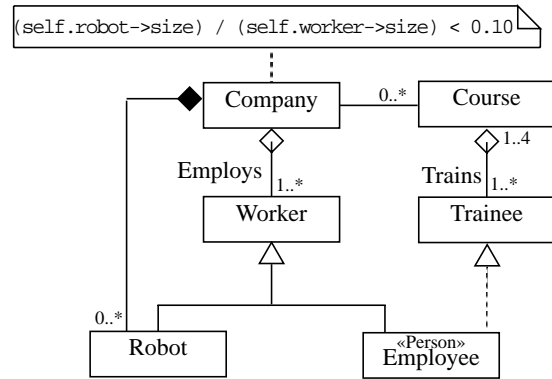 (self.robot->size) / (self.worker->size) < 0.10
Company
0..*
Course
Employs
1..*
1..4
Trains
1..*
Worker
Trainee
0..*
Robot
«Person»
Employee